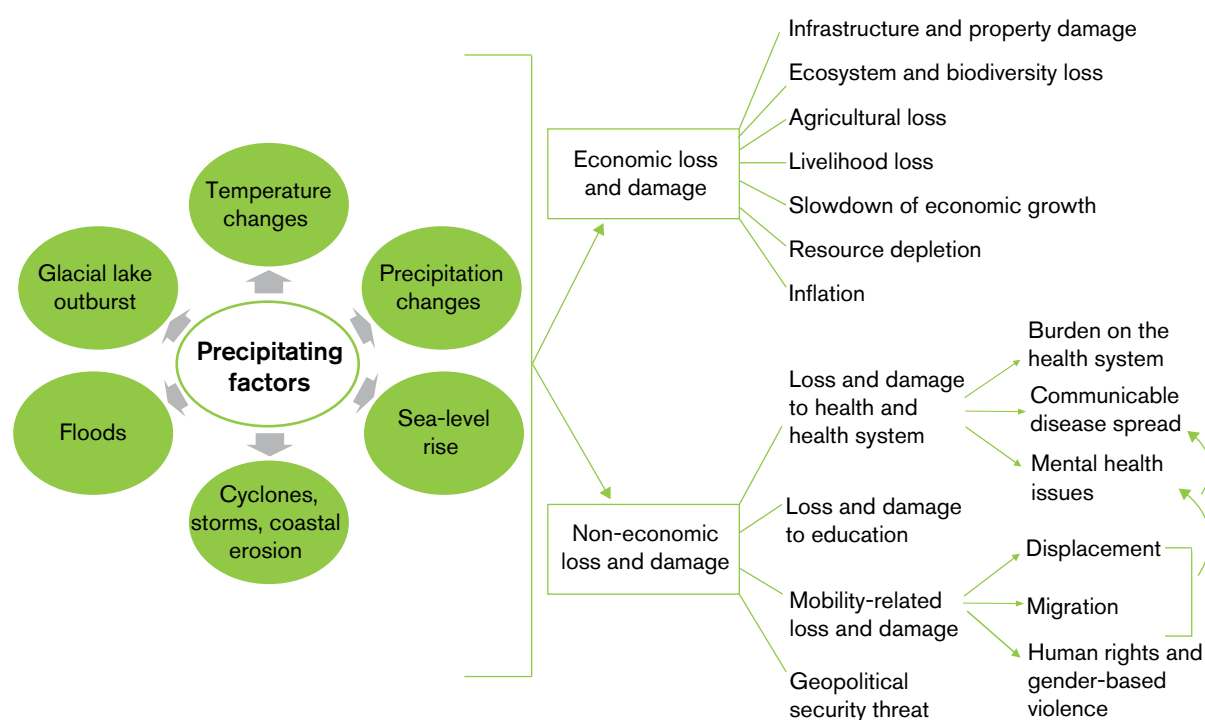 Temperature
changes
Glacial lake
outburst
Precipitation
changes
Precipitating
factors
Floods
Sea-level
rise
Cyclones,
storms, coastal
erosion
Economic loss
and damage
Infrastructure and property damage
Ecosystem and biodiversity loss
Agricultural loss
Livelihood loss
Slowdown of economic growth
Resource depletion
Inflation
Non-economic
loss and damage
Loss and damage
to health and
health system
Burden on the
health system
Communicable
disease spread
Mental health
issues
Loss and damage
to education
Mobility-related
loss and damage
Displacement
Migration
Human rights and
gender-based
violence
Geopolitical
security threat